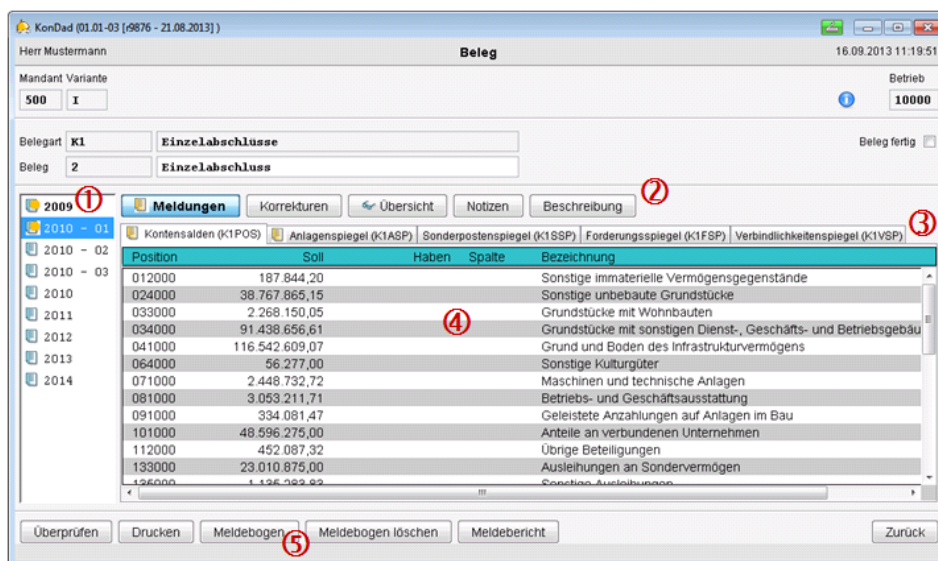 KonDad (01.01-03 [r9876 - 21.08.2013] )
Herr Mustermann Beleg 16.09.2013 11:19:51
Mandant Variante Betrieb
500 I 10000
Belegart K1 Einzelabschlüsse Beleg fertig
Beleg 2 Einzelabschluss
2009 ①
2010 - 01
2010 - 02
2010 - 03
2010
2011
2012
2013
2014
Meldungen Korrekturen Übersicht Notizen Beschreibung ②
Kontensalden (K1POS) Anlagenspiegel (K1ASP) Sonderpostenspiegel (K1SSP) Forderungsspiegel (K1FSP) Verbindlichkeitenspiegel (K1VSP) ③
Position Soll Haben Spalte Bezeichnung
012000 187.844,20 Sonstige immaterielle Vermögensgegenstände
024000 38.767.865,15 Sonstige unbebaute Grundstücke
033000 2.268.150,05 Grundstücke mit Wohnbauten
034000 91.438.656,61 ④ Grundstücke mit sonstigen Dienst-, Geschäfts- und Betriebsgebäu
041000 116.542.609,07 Grund und Boden des Infrastrukturvermögens
064000 56.277,00 Sonstige Kulturgüter
071000 2.448.732,72 Maschinen und technische Anlagen
081000 3.053.211,71 Betriebs- und Geschäftsausstattung
091000 334.081,47 Geleistete Anzahlungen auf Anlagen im Bau
101000 48.596.275,00 Anteile an verbundenen Unternehmen
112000 452.087,32 Übrige Beteiligungen
133000 23.010.875,00 Ausleihungen an Sondervermögen
135000 1.135.283,83 Sonstige Ausleihungen
Überprüfen Drucken Meldebogen ⑤ Meldebogen löschen Meldebericht Zurück